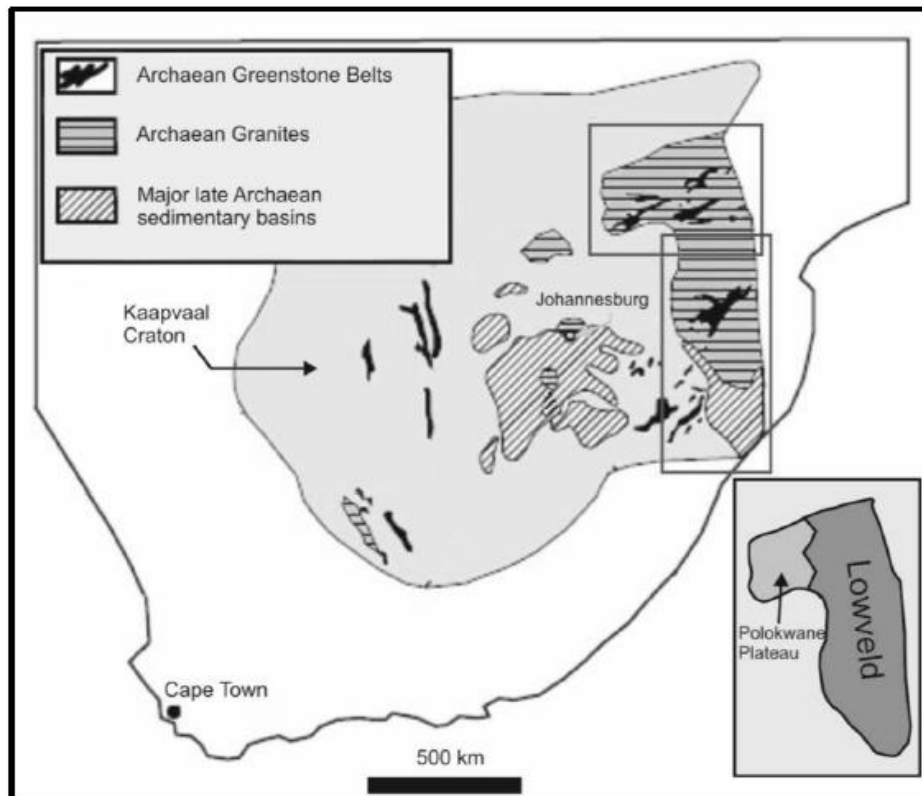 Archaean Greenstone Belts
Archaean Granites
Major late Archaean
sedimentary basins
Kaapvaal
Craton
Johannesburg
Polokwane
Plateau
Lowveld
Cape Town
500 km